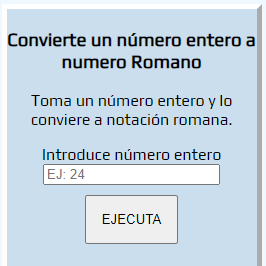 Convierte un número entero a
numero Romano
Toma un número entero y lo
conviere a notación romana.
Introduce número entero
EJ: 24
EJECUTA